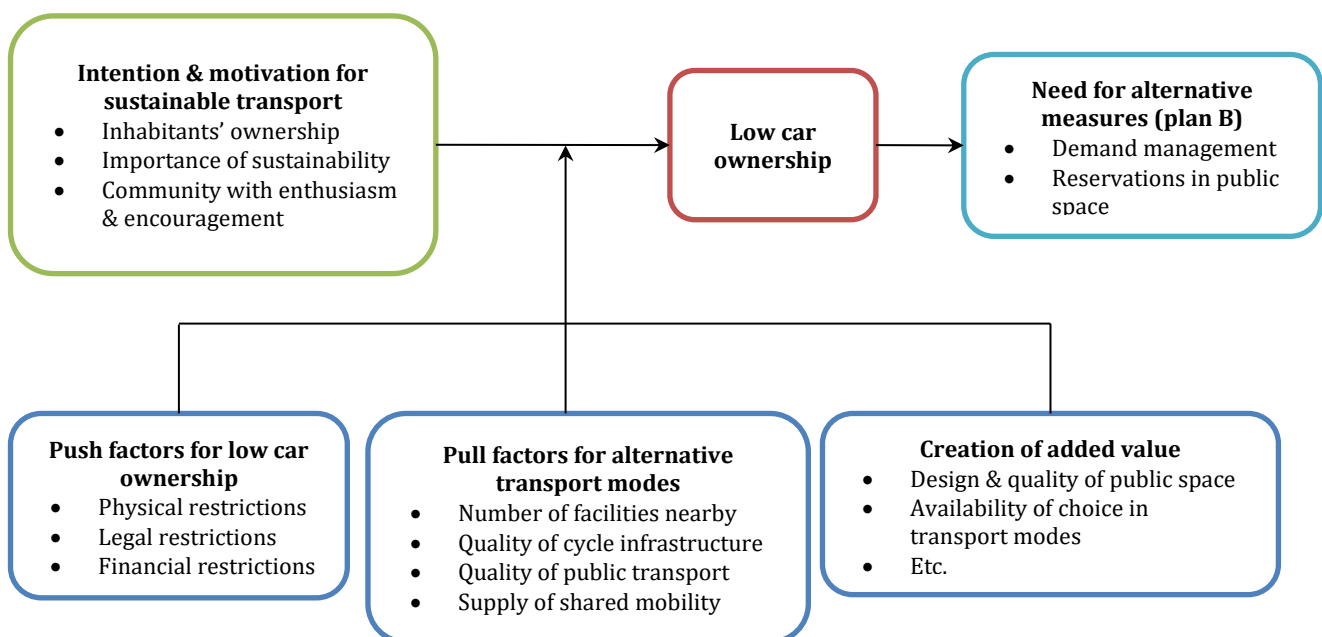 Intention & motivation for
sustainable transport
• Inhabitants’ ownership
• Importance of sustainability
• Community with enthusiasm
& encouragement
Low car
ownership
Need for alternative
measures (plan B)
• Demand management
• Reservations in public
space
Push factors for low car
ownership
• Physical restrictions
• Legal restrictions
• Financial restrictions
Pull factors for alternative
transport modes
• Number of facilities nearby
• Quality of cycle infrastructure
• Quality of public transport
• Supply of shared mobility
Creation of added value
• Design & quality of public space
• Availability of choice in
transport modes
• Etc.